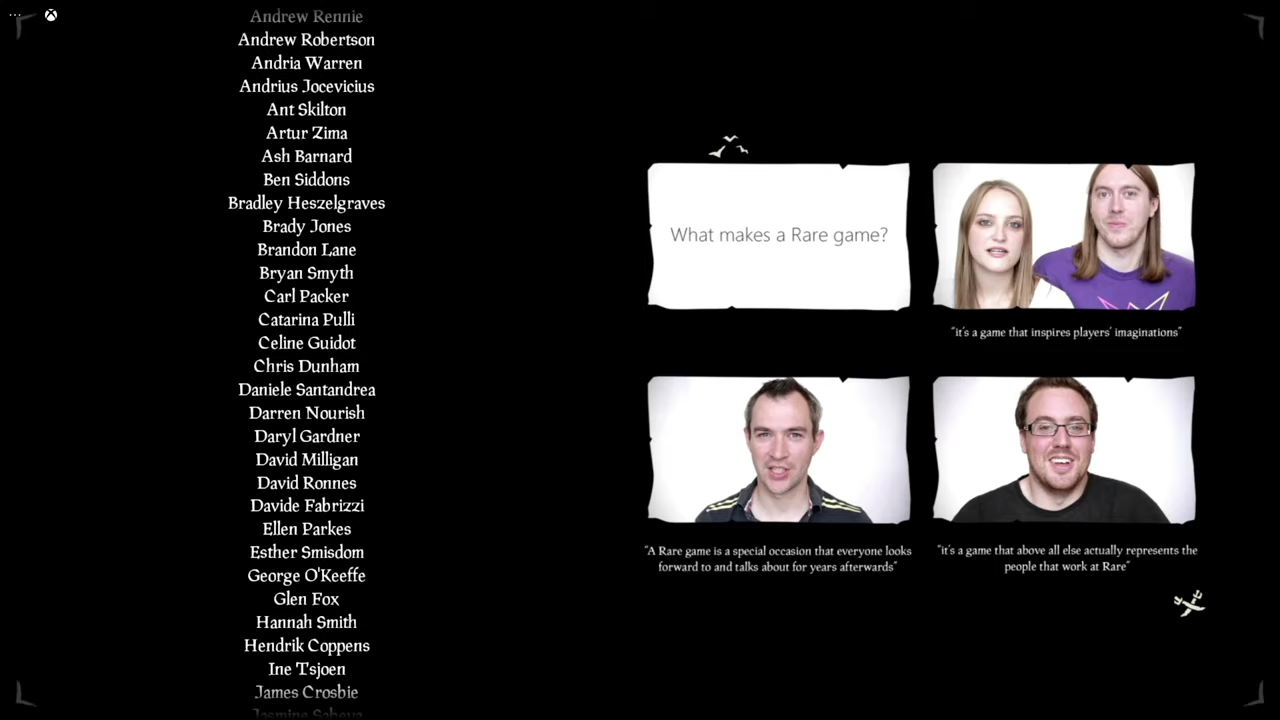 Andrew Rennie
Andrew Robertson
Andria Warren
Andrius Jocevicius
Ant Skilton
Artur Zima
Ash Barnard
Ben Siddons
Bradley Heszelgraves
Brady Jones
Brandon Lane
Bryan Smyth
Carl Packer
Catarina Pulli
Celine Guidot
Chris Dunham
Daniele Santandrea
Darren Nourish
Daryl Gardner
David Milligan
David Ronnes
Davide Fabrizzi
Ellen Parkes
Esther Smisdom
George O'Keeffe
Glen Fox
Hannah Smith
Hendrik Coppens
Ine Tsjoen
James Crosbie
What makes a Rare game?
"it's a game that inspires players' imaginations"
"A Rare game is a special occasion that everyone looks
forward to and talks about for years afterwards"
"it's a game that above all else actually represents the
people that work at Rare"